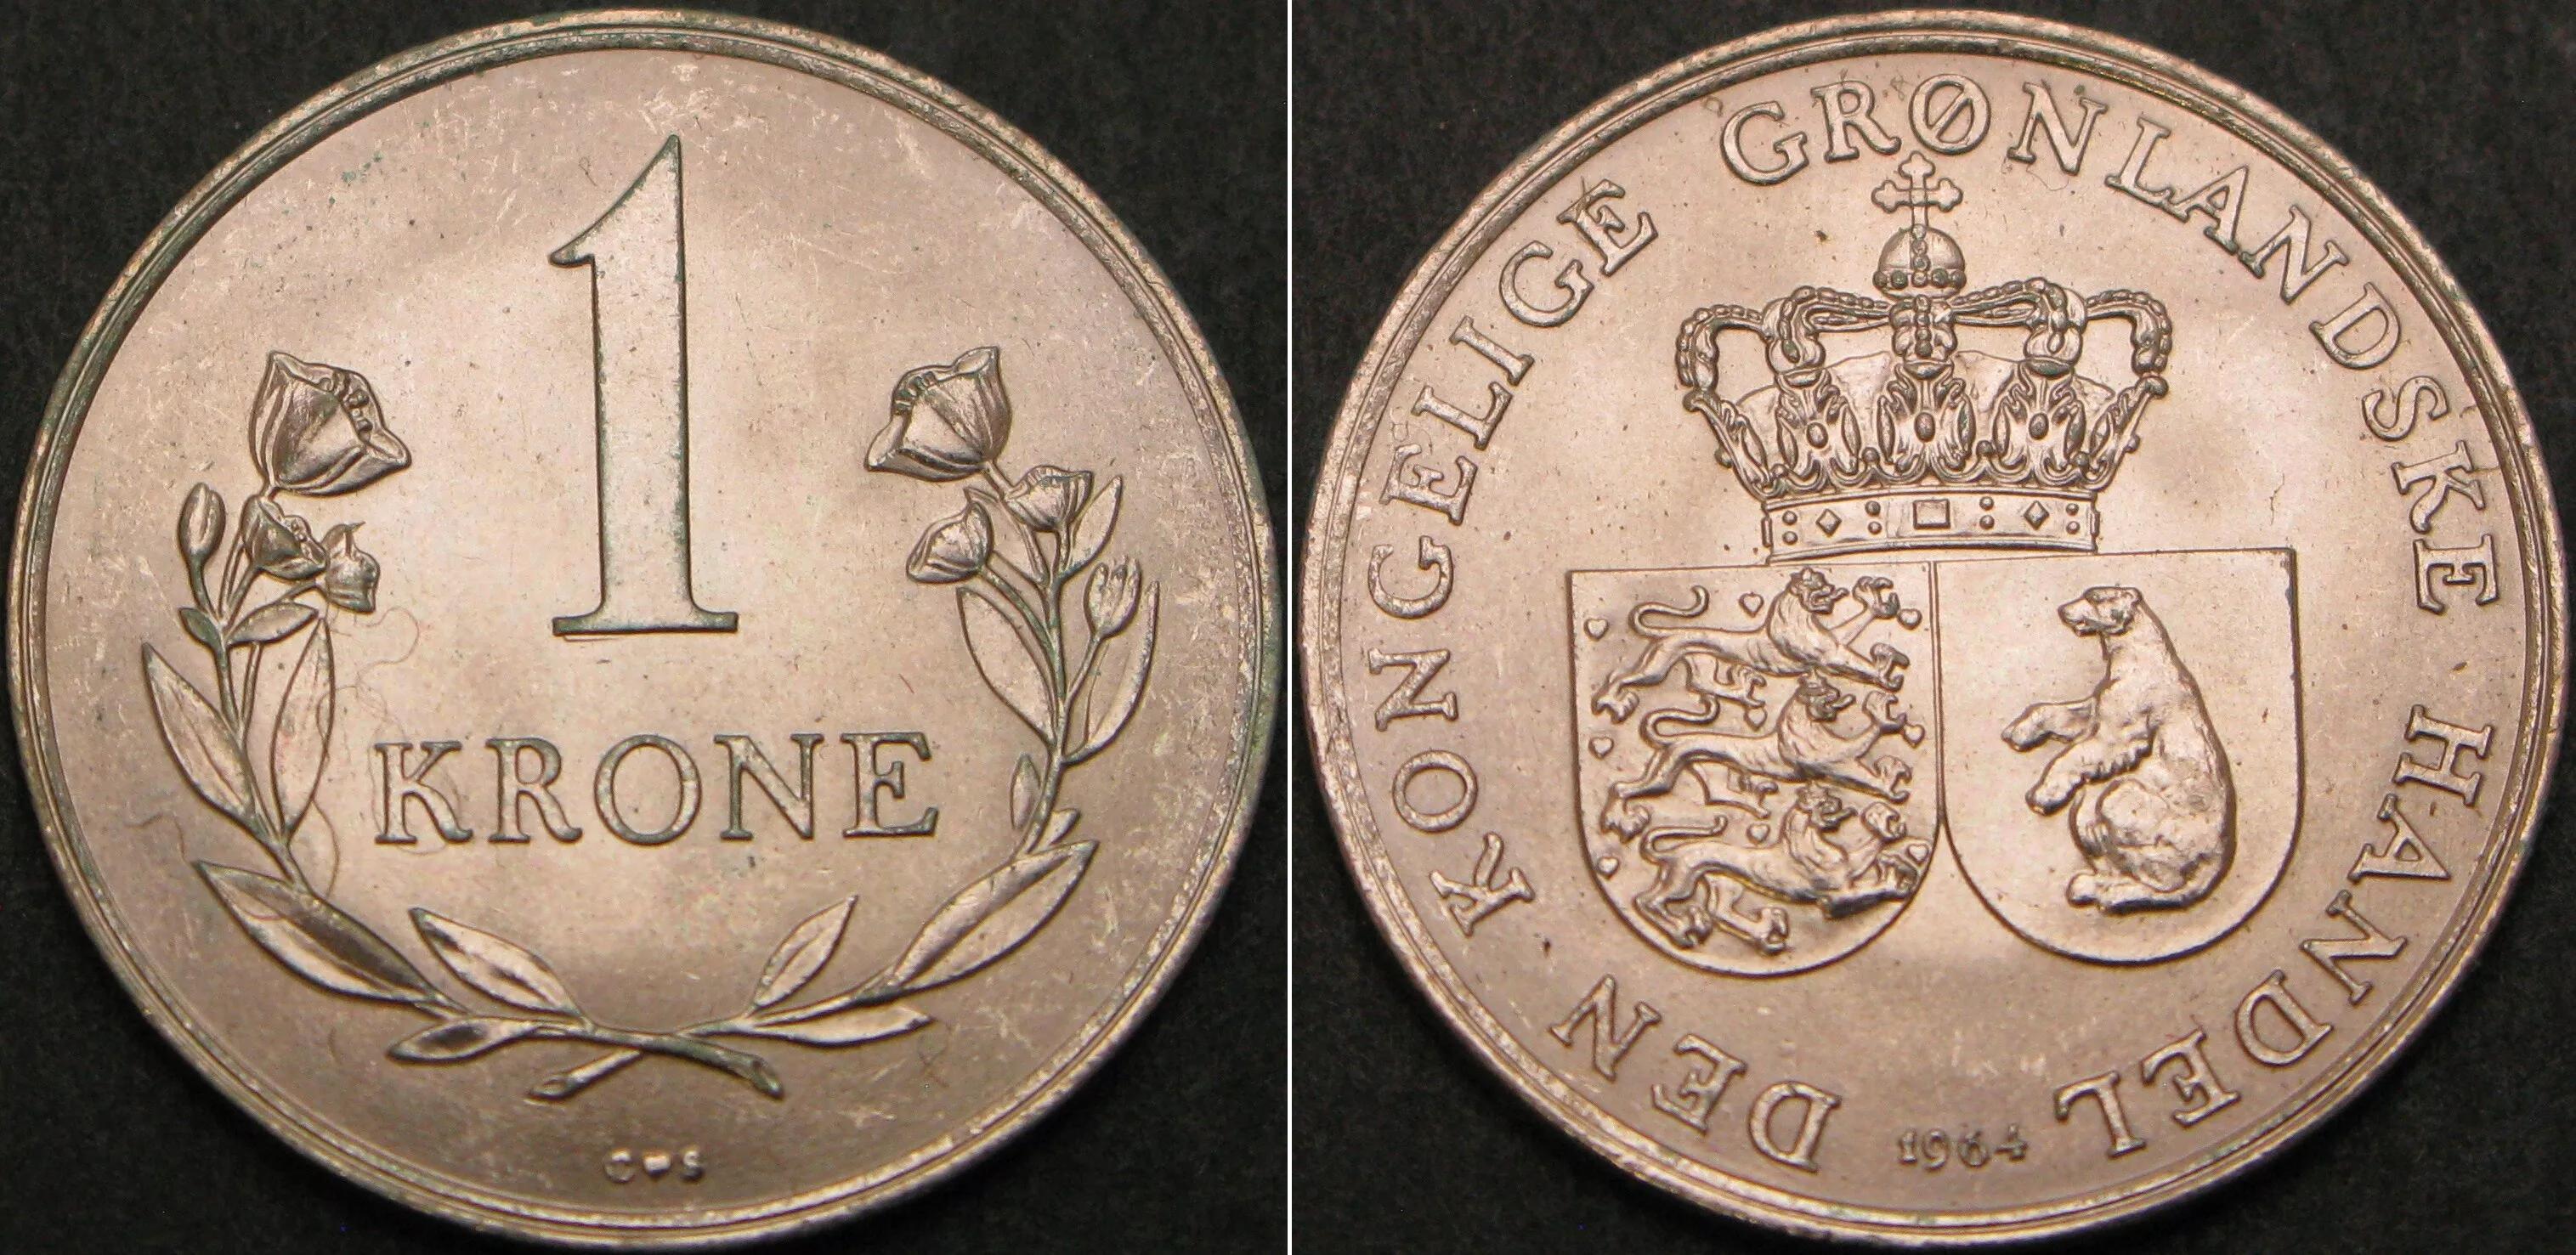 1
KRONE
C♥S
DEN KONGELIGE GRØNLANDSKE HANDEL
1964